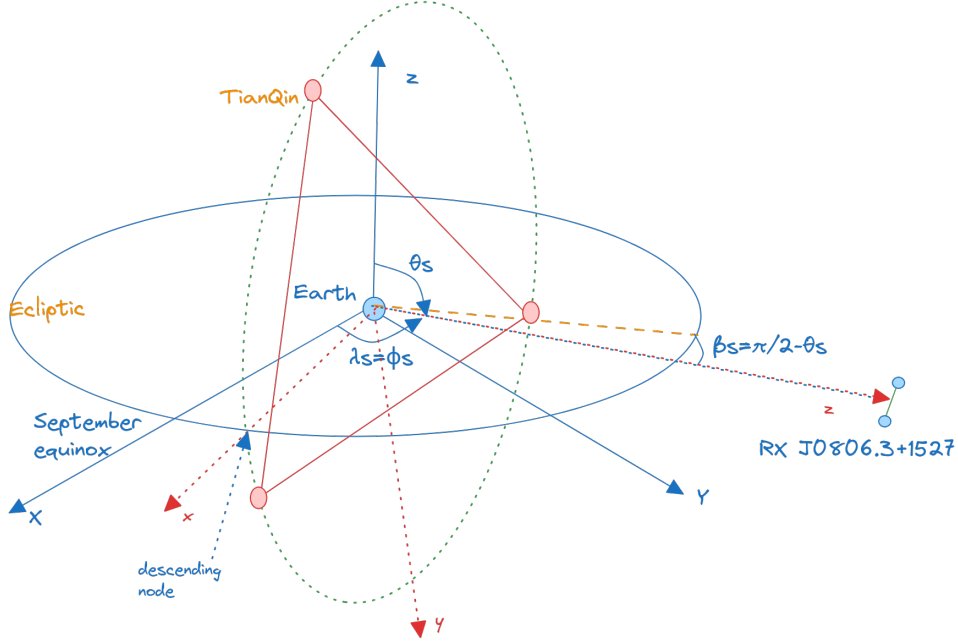 z
TianQin
θs
Earth
Ecliptic
λs=ϕs
βs=π/2-θs
z
September
equinox
RX J0806.3+1527
X
x
Y
descending
node
y